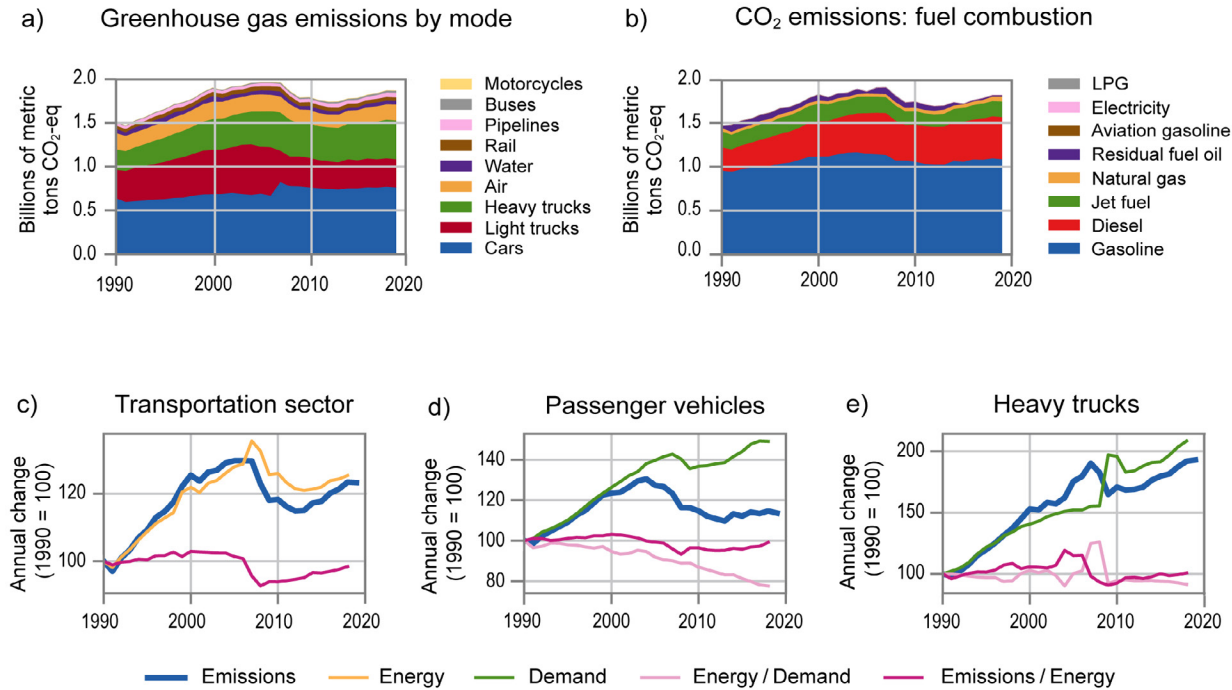 a)
Greenhouse gas emissions by mode
Billions of metric
tons CO₂-eq
2.0
1.5
1.0
0.5
0.0
1990
2000
2010
2020
Motorcycles
Buses
Pipelines
Rail
Water
Air
Heavy trucks
Light trucks
Cars
b)
CO₂ emissions: fuel combustion
Billions of metric
tons CO₂-eq
2.0
1.5
1.0
0.5
0.0
1990
2000
2010
2020
LPG
Electricity
Aviation gasoline
Residual fuel oil
Natural gas
Jet fuel
Diesel
Gasoline
c)
Transportation sector
Annual change
(1990 = 100)
120
100
1990
2000
2010
2020
d)
Passenger vehicles
Annual change
(1990 = 100)
140
120
100
80
1990
2000
2010
2020
e)
Heavy trucks
Annual change
(1990 = 100)
200
150
100
1990
2000
2010
2020
Emissions
Energy
Demand
Energy / Demand
Emissions / Energy